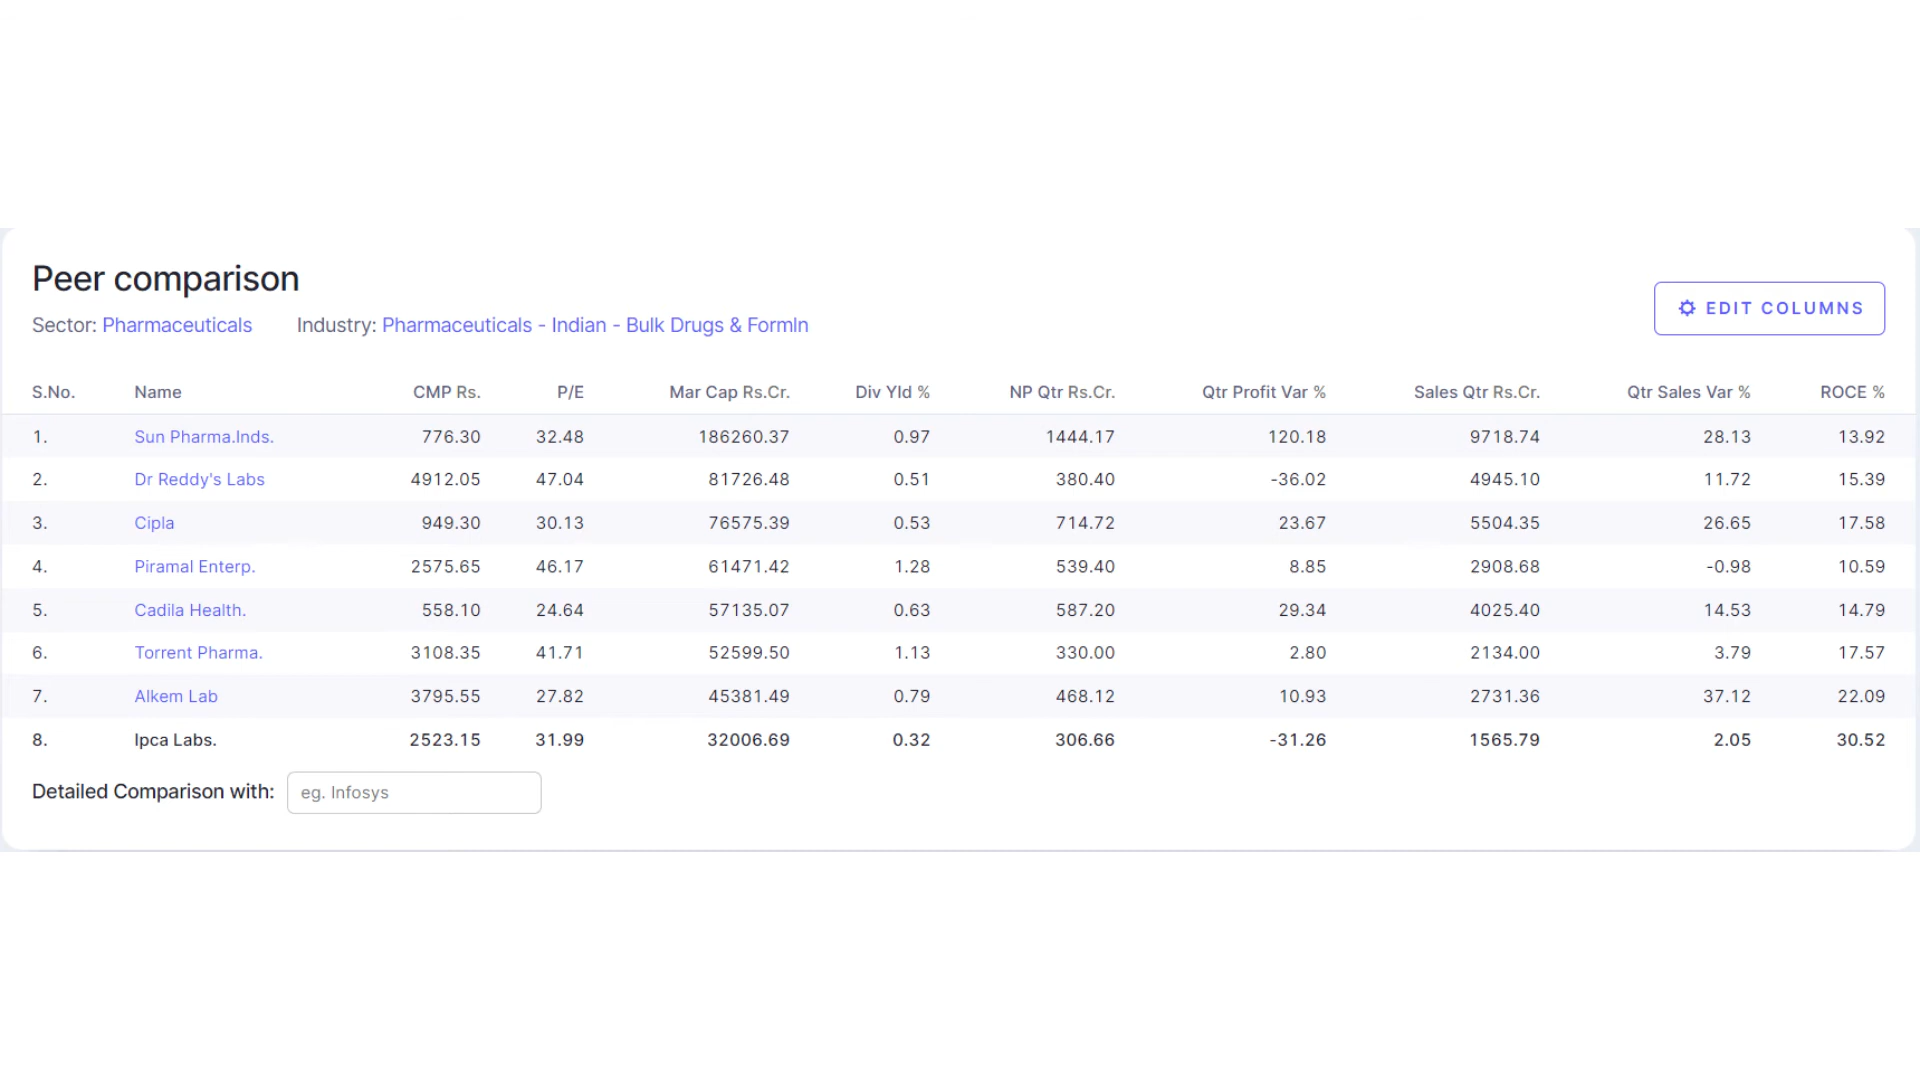 Peer comparison
Sector: Pharmaceuticals Industry: Pharmaceuticals - Indian - Bulk Drugs & Formln
EDIT COLUMNS
S.No. Name CMP Rs. P/E Mar Cap Rs.Cr. Div Yld % NP Qtr Rs.Cr. Qtr Profit Var % Sales Qtr Rs.Cr. Qtr Sales Var % ROCE %
1. Sun Pharma.Inds. 776.30 32.48 186260.37 0.97 1444.17 120.18 9718.74 28.13 13.92
2. Dr Reddy's Labs 4912.05 47.04 81726.48 0.51 380.40 -36.02 4945.10 11.72 15.39
3. Cipla 949.30 30.13 76575.39 0.53 714.72 23.67 5504.35 26.65 17.58
4. Piramal Enterp. 2575.65 46.17 61471.42 1.28 539.40 8.85 2908.68 -0.98 10.59
5. Cadila Health. 558.10 24.64 57135.07 0.63 587.20 29.34 4025.40 14.53 14.79
6. Torrent Pharma. 3108.35 41.71 52599.50 1.13 330.00 2.80 2134.00 3.79 17.57
7. Alkem Lab 3795.55 27.82 45381.49 0.79 468.12 10.93 2731.36 37.12 22.09
8. Ipca Labs. 2523.15 31.99 32006.69 0.32 306.66 -31.26 1565.79 2.05 30.52
Detailed Comparison with: eg. Infosys